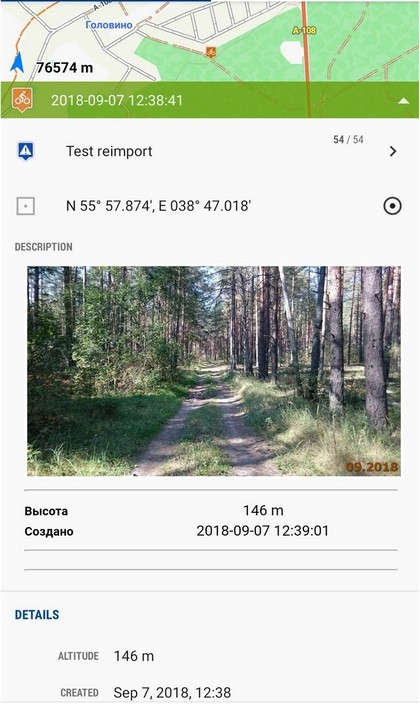 Головино
A-108
76574 m
2018-09-07 12:38:41
54 / 54
Test reimport
N 55° 57.874', E 038° 47.018'
DESCRIPTION
09.2018
Высота 146 m
Создано 2018-09-07 12:39:01
DETAILS
ALTITUDE 146 m
CREATED Sep 7, 2018, 12:38